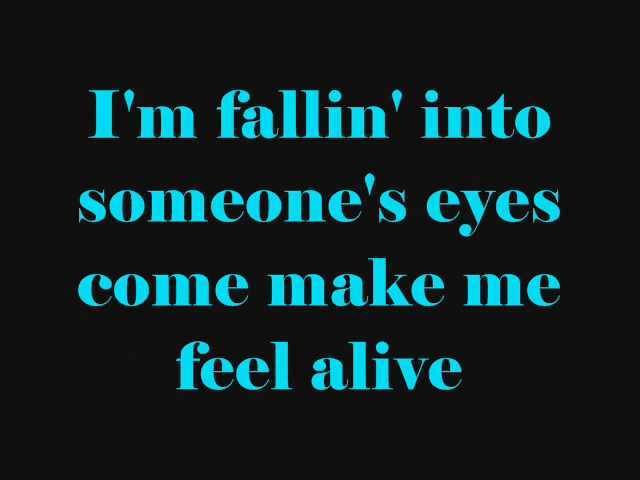 I'm fallin' into
someone's eyes
come make me
feel alive